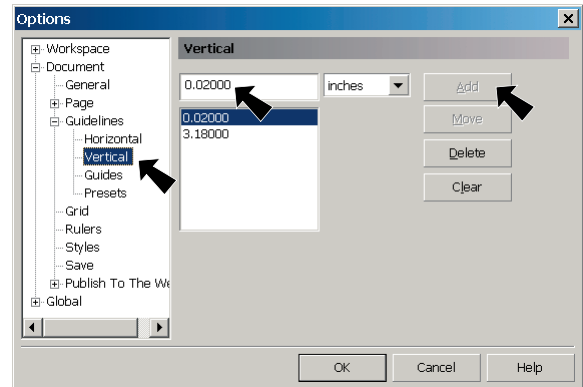 Options
Workspace
Document
General
Page
Guidelines
Horizontal
Vertical
Guides
Presets
Grid
Rulers
Styles
Save
Publish To The We
Global
Vertical
0.02000 inches Add
0.02000
3.18000
Move
Delete
Clear
OK Cancel Help